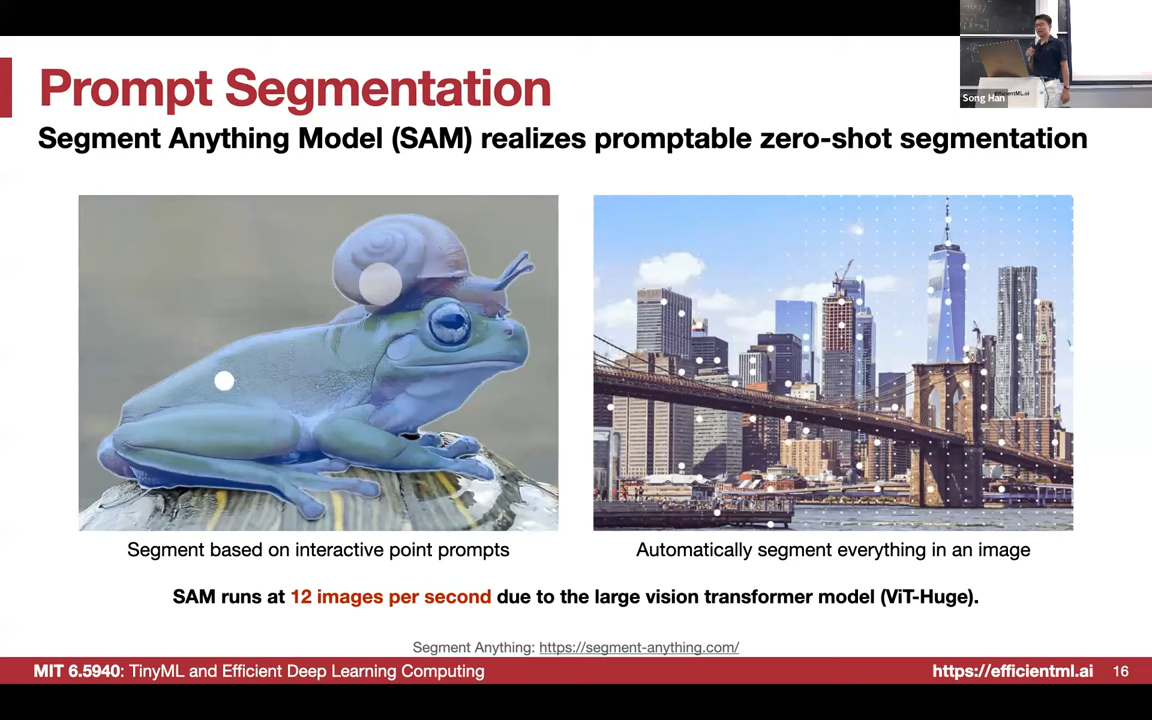 Prompt Segmentation
Song Han
EfficientML.ai
Segment Anything Model (SAM) realizes promptable zero-shot segmentation
Segment based on interactive point prompts
Automatically segment everything in an image
SAM runs at 12 images per second due to the large vision transformer model (ViT-Huge).
Segment Anything: https://segment-anything.com/
MIT 6.5940: TinyML and Efficient Deep Learning Computing
https://efficientml.ai
16